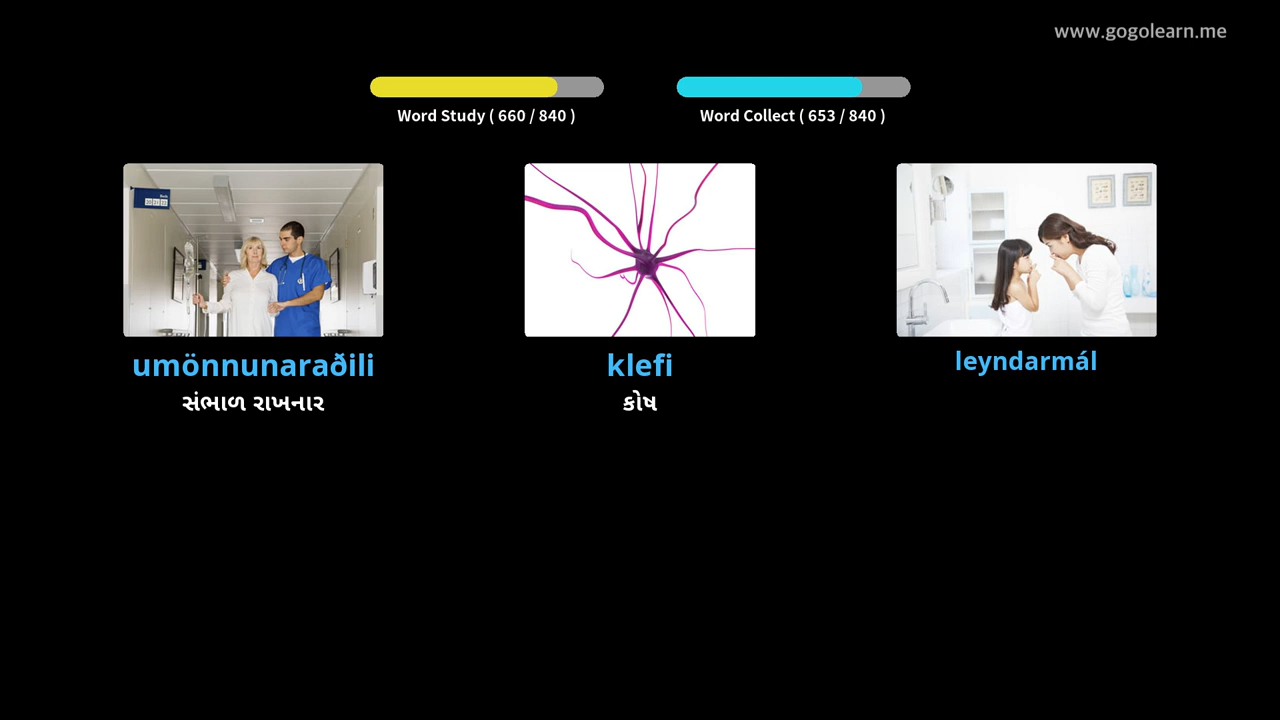 www.gogolearn.me
Word Study ( 660 / 840 )
Word Collect ( 653 / 840 )
umönnunaraðili
સંભાળ રાખનાર
klefi
કોષ
leyndarmál